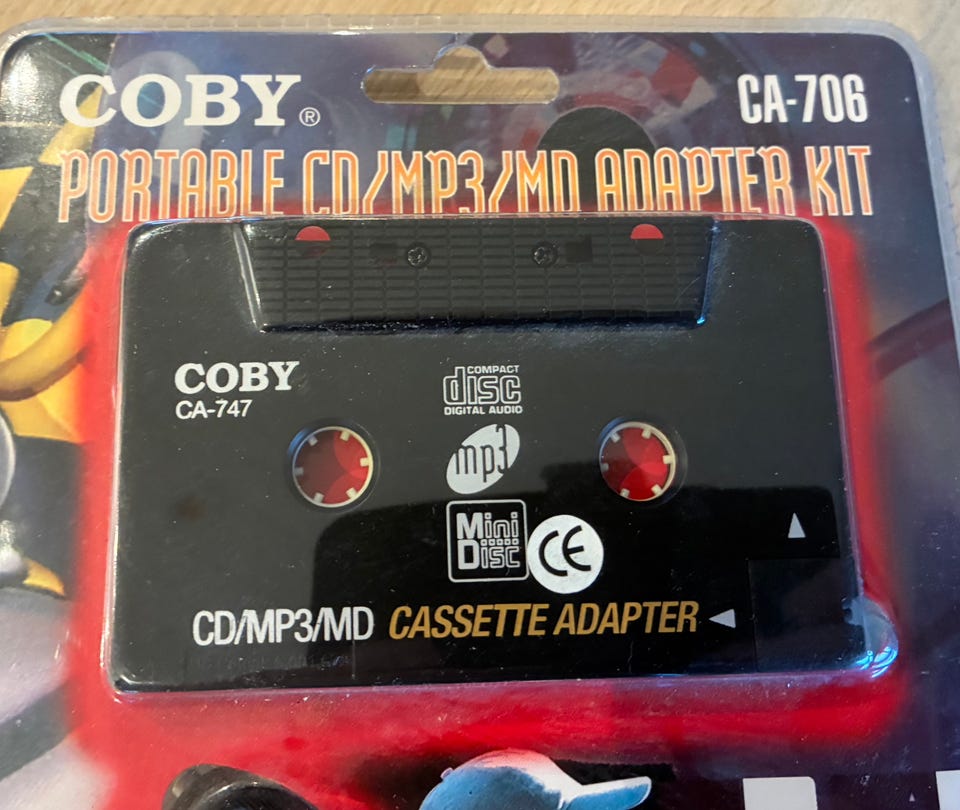 COBY® CA-706
PORTABLE CD/MP3/MD ADAPTER KIT
COBY
CA-747
COMPACT
disc
DIGITAL AUDIO
mp3
Mini
Disc
CE
CD/MP3/MD CASSETTE ADAPTER